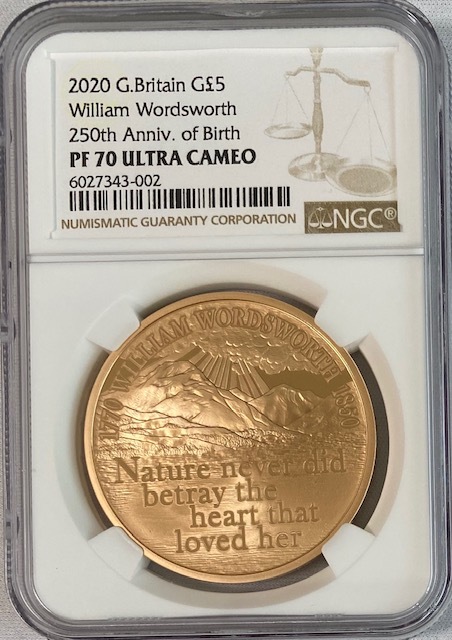 2020 G.Britain G£5
William Wordsworth
250th Anniv. of Birth
PF 70 ULTRA CAMEO
6027343-002
NUMISMATIC GUARANTY CORPORATION
NGC®
1770 WILLIAM WORDSWORTH 1850
Nature never did
betray the
heart that
loved her